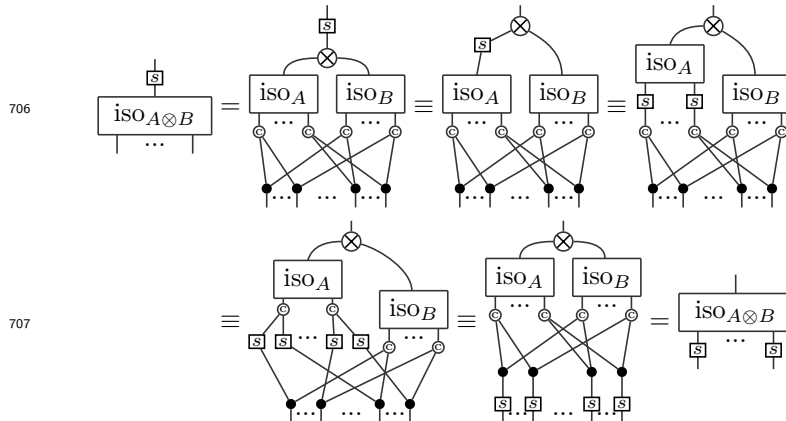 706
s
iso_{A⊗B}
...
=
s
iso_A iso_B
... ...
c c c c
... ... ...
≡
s
iso_A iso_B
... ...
c c c c
... ... ...
≡
iso_A
s s iso_B
... ...
c c c c
... ... ...
707
≡
iso_A
... iso_B
c c
s s ... s s ...
c c
... ... ...
≡
iso_A iso_B
... ...
c c c c
s s s s
... ... ...
=
iso_{A⊗B}
s ... s